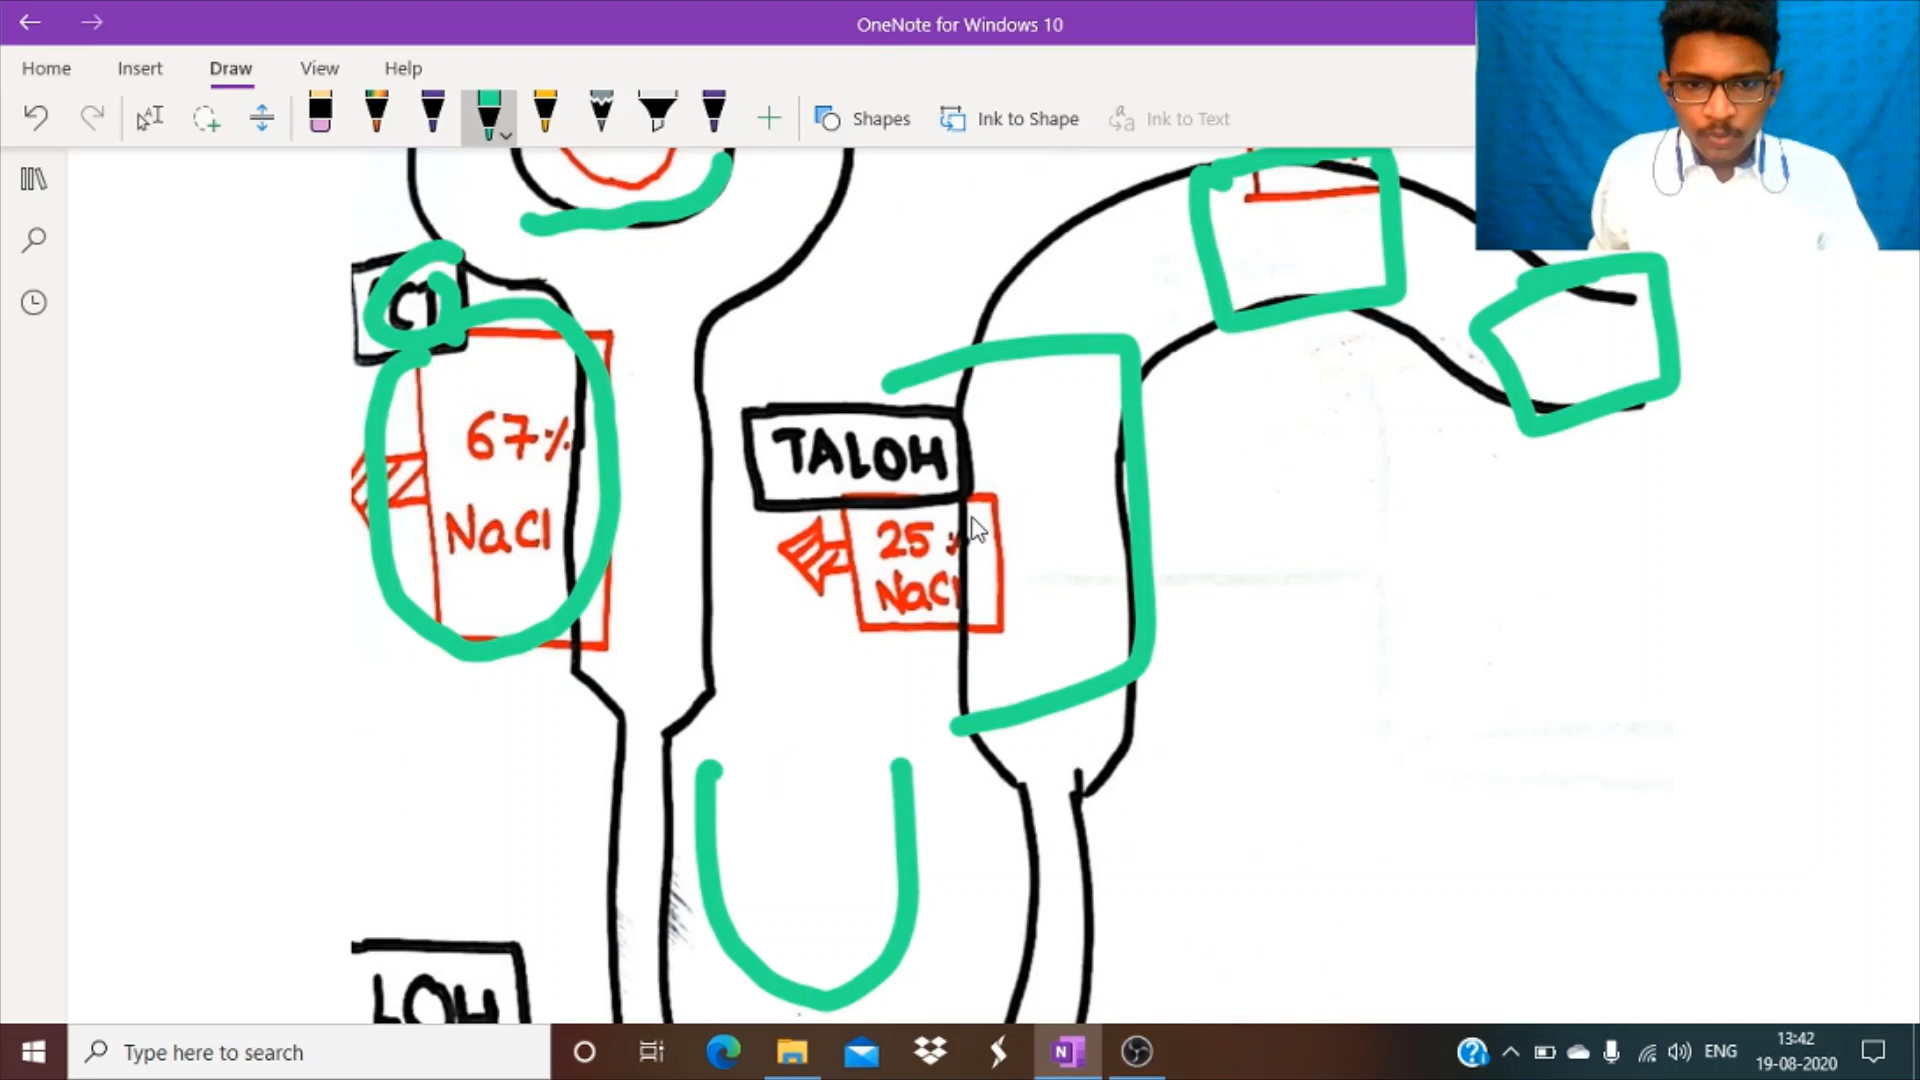 OneNote for Windows 10
Home Insert Draw View Help
Shapes Ink to Shape Ink to Text
67%
NaCl
TALOH
25 %
NaCl
LOH
Type here to search
ENG
13:42
19-08-2020